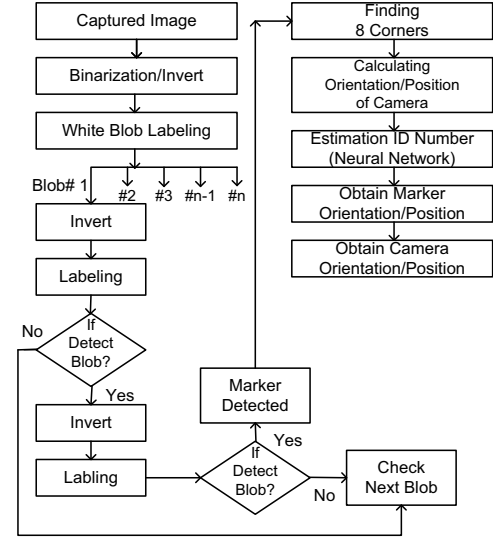 Captured Image
Binarization/Invert
White Blob Labeling
Blob# 1
#2
#3
#n-1
#n
Invert
Labeling
If
Detect
Blob?
No
Yes
Invert
Labling
If
Detect
Blob?
Yes
No
Marker
Detected
Check
Next Blob
Finding
8 Corners
Calculating
Orientation/Position
of Camera
Estimation ID Number
(Neural Network)
Obtain Marker
Orientation/Position
Obtain Camera
Orientation/Position